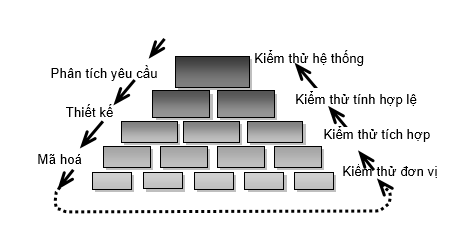 Kiểm thử hệ thống
Phân tích yêu cầu
Kiểm thử tính hợp lệ
Thiết kế
Kiểm thử tích hợp
Mã hoá
Kiểm thử đơn vị